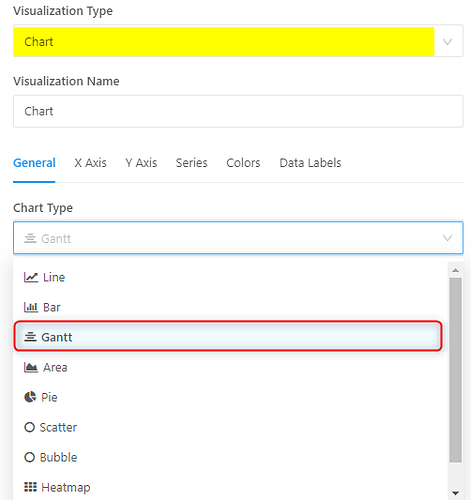 Visualization Type
Chart
Visualization Name
Chart
General X Axis Y Axis Series Colors Data Labels
Chart Type
Gantt
Line
Bar
Gantt
Area
Pie
Scatter
Bubble
Heatmap